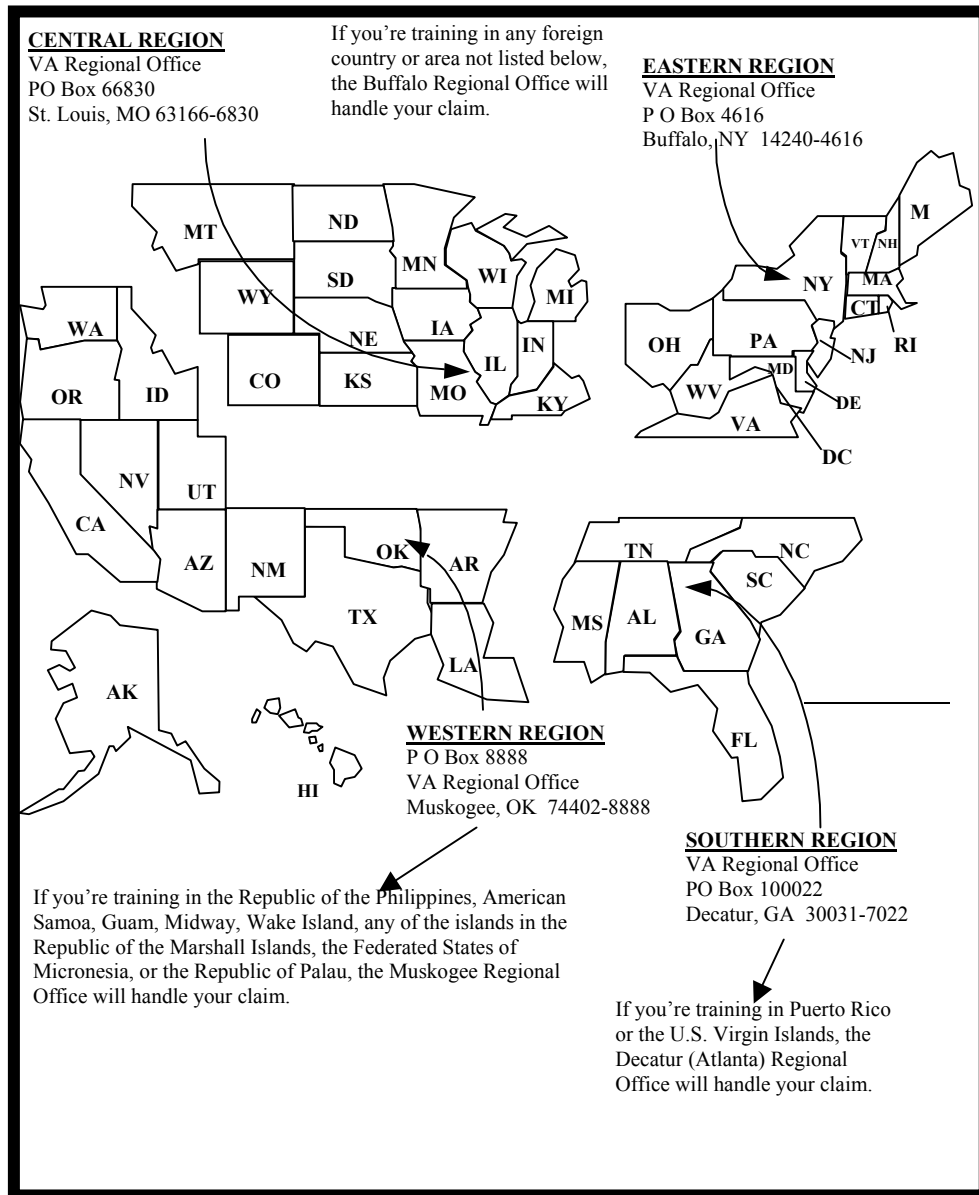 CENTRAL REGION
VA Regional Office
PO Box 66830
St. Louis, MO 63166-6830
If you’re training in any foreign
country or area not listed below,
the Buffalo Regional Office will
handle your claim.
EASTERN REGION
VA Regional Office
P O Box 4616
Buffalo, NY 14240-4616
MT
ND
MN
SD
WY
WI
MI
NE
IA
IL
IN
CO
KS
MO
KY
WA
OR
ID
NV
UT
CA
AZ
NM
OK
AR
TX
LA
AK
HI
M
VT
NH
NY
MA
CT
RI
OH
PA
NJ
MD
WV
DE
VA
DC
TN
NC
SC
MS
AL
GA
FL
WESTERN REGION
P O Box 8888
VA Regional Office
Muskogee, OK 74402-8888
SOUTHERN REGION
VA Regional Office
PO Box 100022
Decatur, GA 30031-7022
If you’re training in the Republic of the Philippines, American
Samoa, Guam, Midway, Wake Island, any of the islands in the
Republic of the Marshall Islands, the Federated States of
Micronesia, or the Republic of Palau, the Muskogee Regional
Office will handle your claim.
If you’re training in Puerto Rico
or the U.S. Virgin Islands, the
Decatur (Atlanta) Regional
Office will handle your claim.